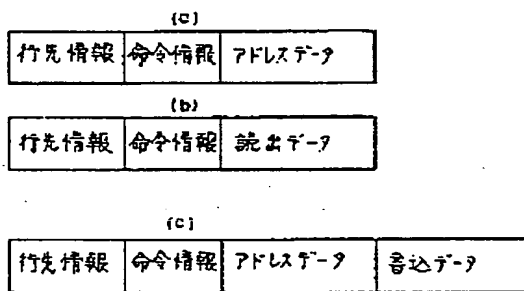 (a)
行先情報 命令情報 アドレスデータ
(b)
行先情報 命令情報 読出データ
(c)
行先情報 命令情報 アドレスデータ 書込データ